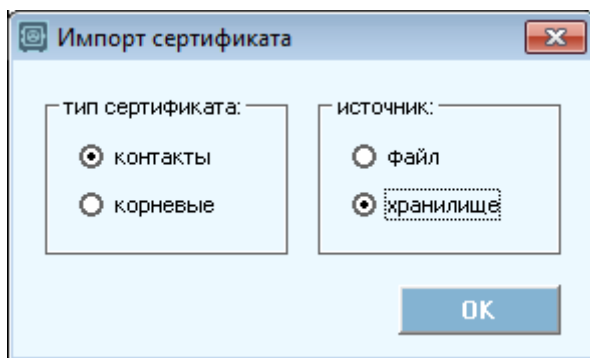 Импорт сертификата
тип сертификата:
контакты
корневые
источник:
файл
хранилище
OK